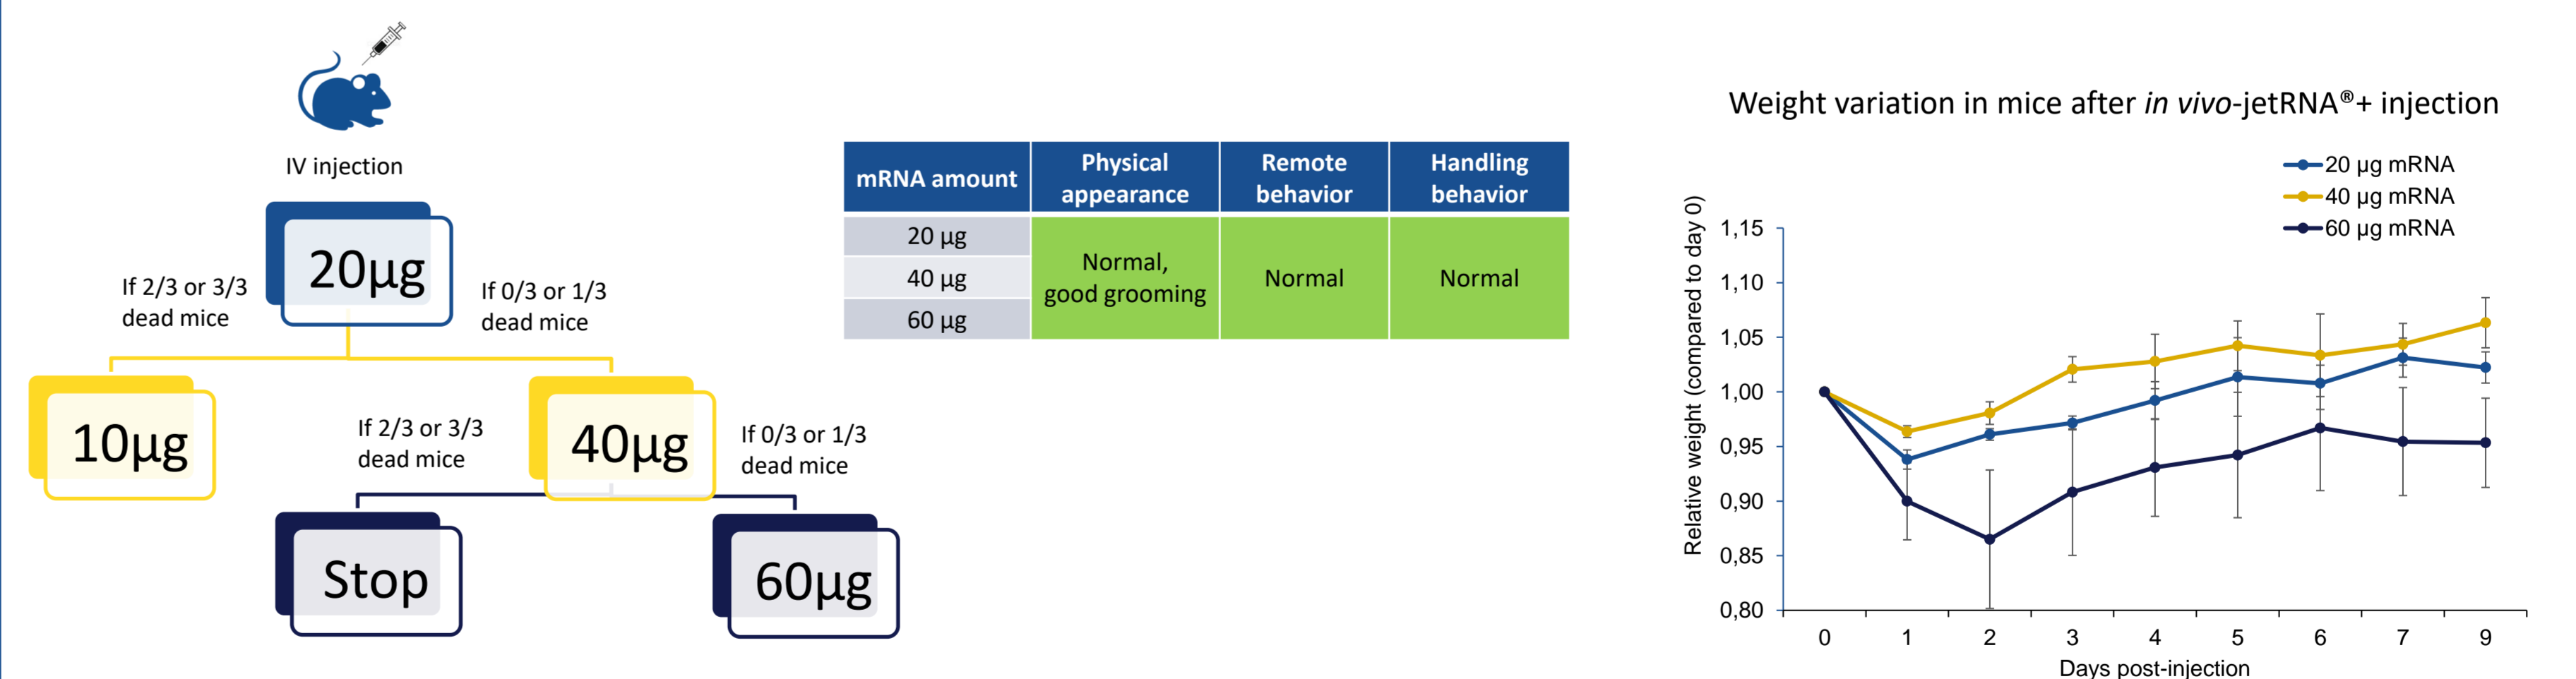 IV injection
20µg
If 2/3 or 3/3
dead mice
If 0/3 or 1/3
dead mice
10µg
40µg
If 2/3 or 3/3
dead mice
If 0/3 or 1/3
dead mice
Stop
60µg
mRNA amount
Physical
appearance
Remote
behavior
Handling
behavior
20 µg
40 µg
60 µg
Normal,
good grooming
Normal
Normal
Weight variation in mice after in vivo-jetRNA®+ injection
20 µg mRNA
40 µg mRNA
60 µg mRNA
Relative weight (compared to day 0)
1,15
1,10
1,05
1,00
0,95
0,90
0,85
0,80
0 1 2 3 4 5 6 7 9
Days post-injection